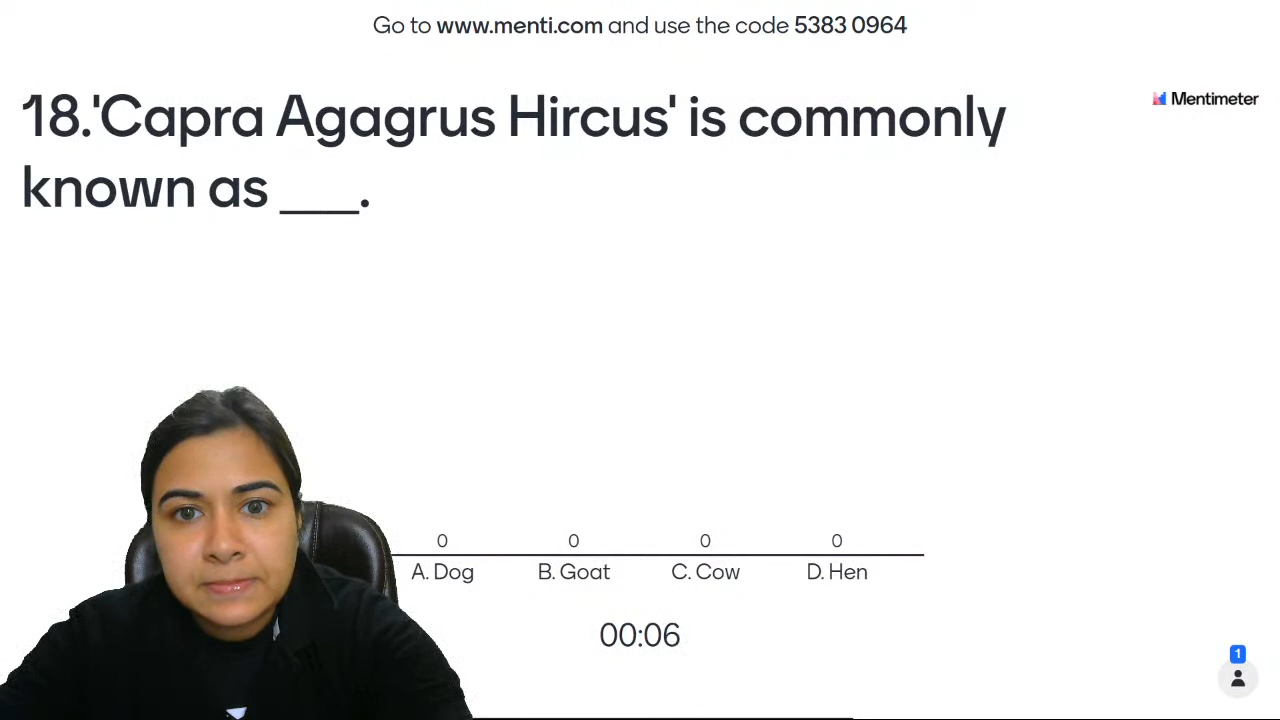 Go to www.menti.com and use the code 5383 0964
Mentimeter
18.'Capra Agagrus Hircus' is commonly
known as ___.
0 0 0 0
A. Dog B. Goat C. Cow D. Hen
00:06
1